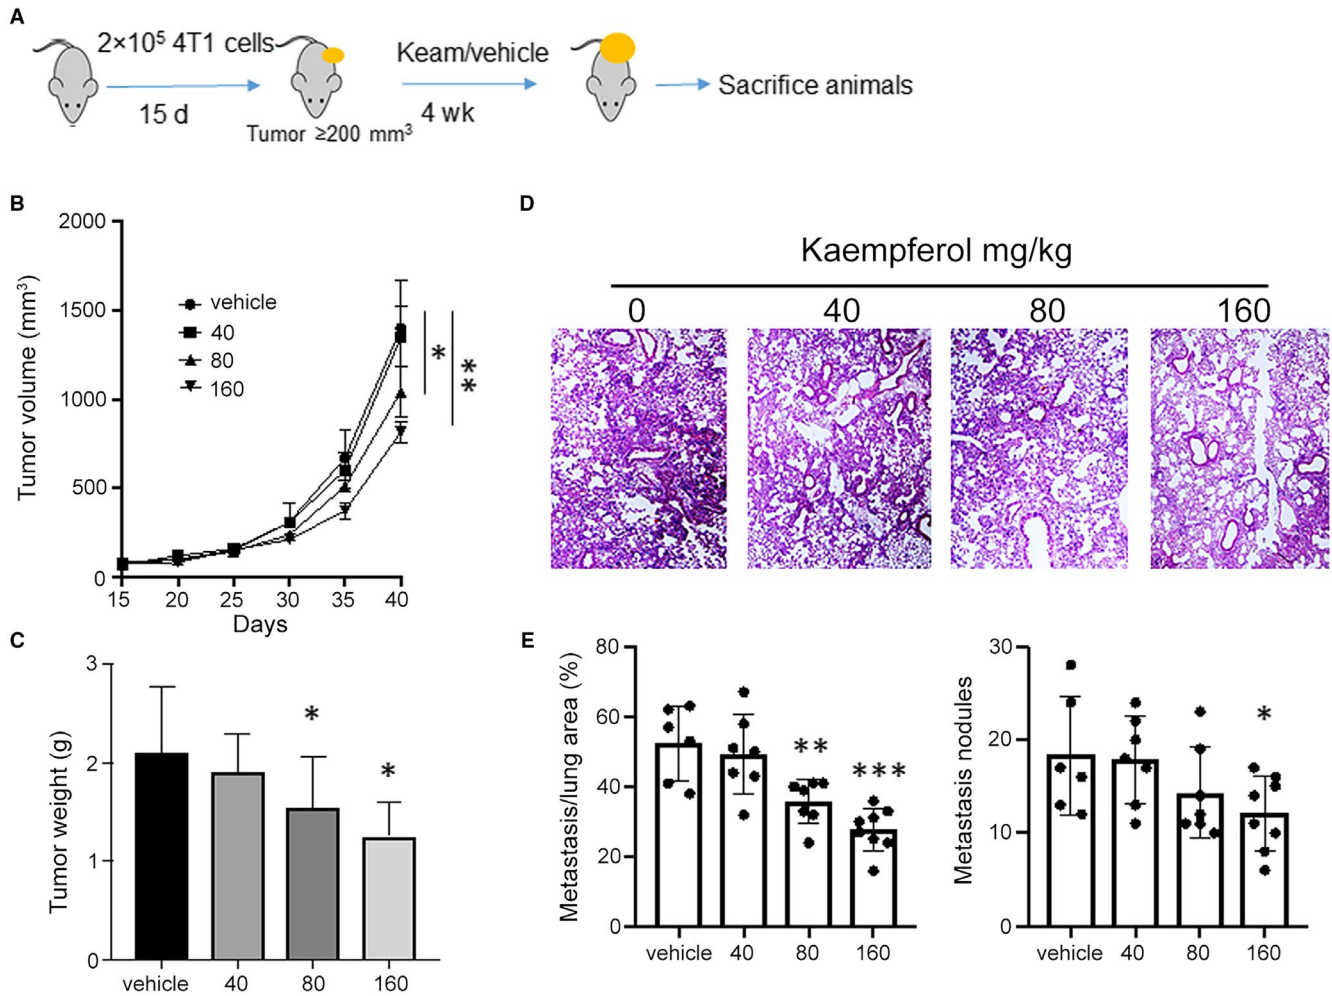 A
2×10⁵ 4T1 cells
15 d
Tumor ≥200 mm³
Keam/vehicle
4 wk
Sacrifice animals
B
Tumor volume (mm³)
2000
1500
1000
500
0
vehicle
40
80
160
*
**
15 20 25 30 35 40
Days
C
Tumor weight (g)
3
2
1
0
*
*
vehicle 40 80 160
D
Kaempferol mg/kg
0 40 80 160
E
Metastasis/lung area (%)
80
60
40
20
0
**
***
vehicle 40 80 160
Metastasis nodules
30
20
10
0
*
vehicle 40 80 160